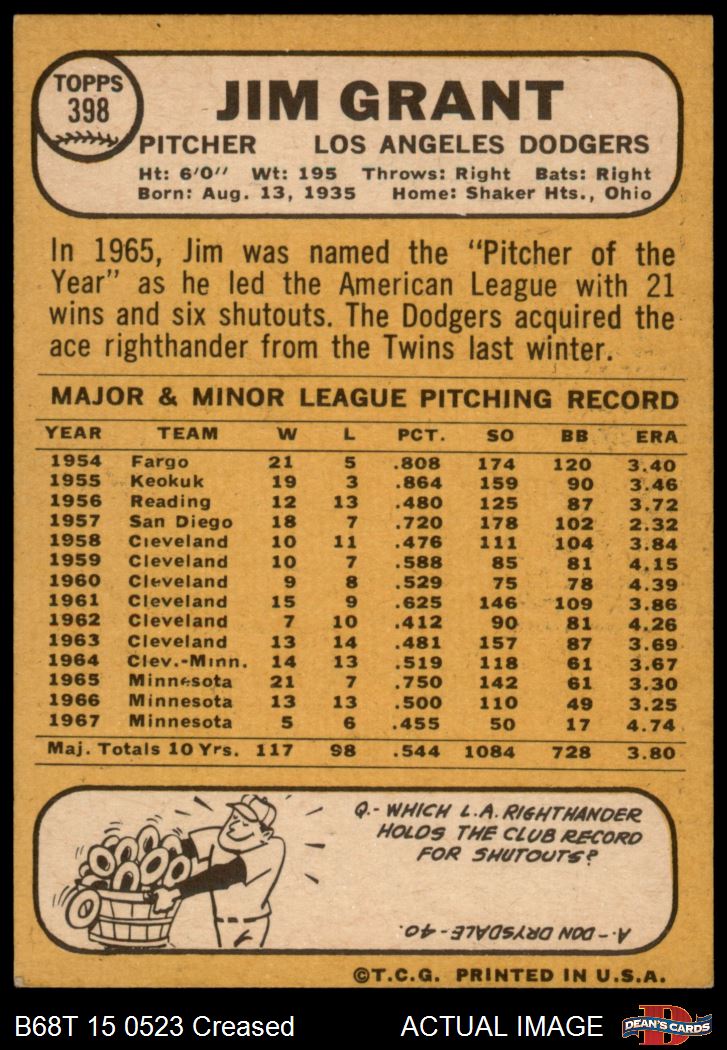 TOPPS
398
JIM GRANT
PITCHER LOS ANGELES DODGERS
Ht: 6'0" Wt: 195 Throws: Right Bats: Right
Born: Aug. 13, 1935 Home: Shaker Hts., Ohio
In 1965, Jim was named the "Pitcher of the
Year" as he led the American League with 21
wins and six shutouts. The Dodgers acquired the
ace righthander from the Twins last winter.
MAJOR & MINOR LEAGUE PITCHING RECORD
YEAR TEAM W L PCT. SO BB ERA
1954 Fargo 21 5 .808 174 120 3.40
1955 Keokuk 19 3 .864 159 90 3.46
1956 Reading 12 13 .480 125 87 3.72
1957 San Diego 18 7 .720 178 102 2.32
1958 Cleveland 10 11 .476 111 104 3.84
1959 Cleveland 10 7 .588 85 81 4.15
1960 Cleveland 9 8 .529 75 78 4.39
1961 Cleveland 15 9 .625 146 109 3.86
1962 Cleveland 7 10 .412 90 81 4.26
1963 Cleveland 13 14 .481 157 87 3.69
1964 Clev.-Minn. 14 13 .519 118 61 3.67
1965 Minnesota 21 7 .750 142 61 3.30
1966 Minnesota 13 13 .500 110 49 3.25
1967 Minnesota 5 6 .455 50 17 4.74
Maj. Totals 10 Yrs. 117 98 .544 1084 728 3.80
Q.- WHICH L.A. RIGHTHANDER
HOLDS THE CLUB RECORD
FOR SHUTOUTS?
A.- DON DRYSDALE - 40.
©T.C.G. PRINTED IN U.S.A.
B68T 15 0523 Creased ACTUAL IMAGE
DEAN'S CARDS